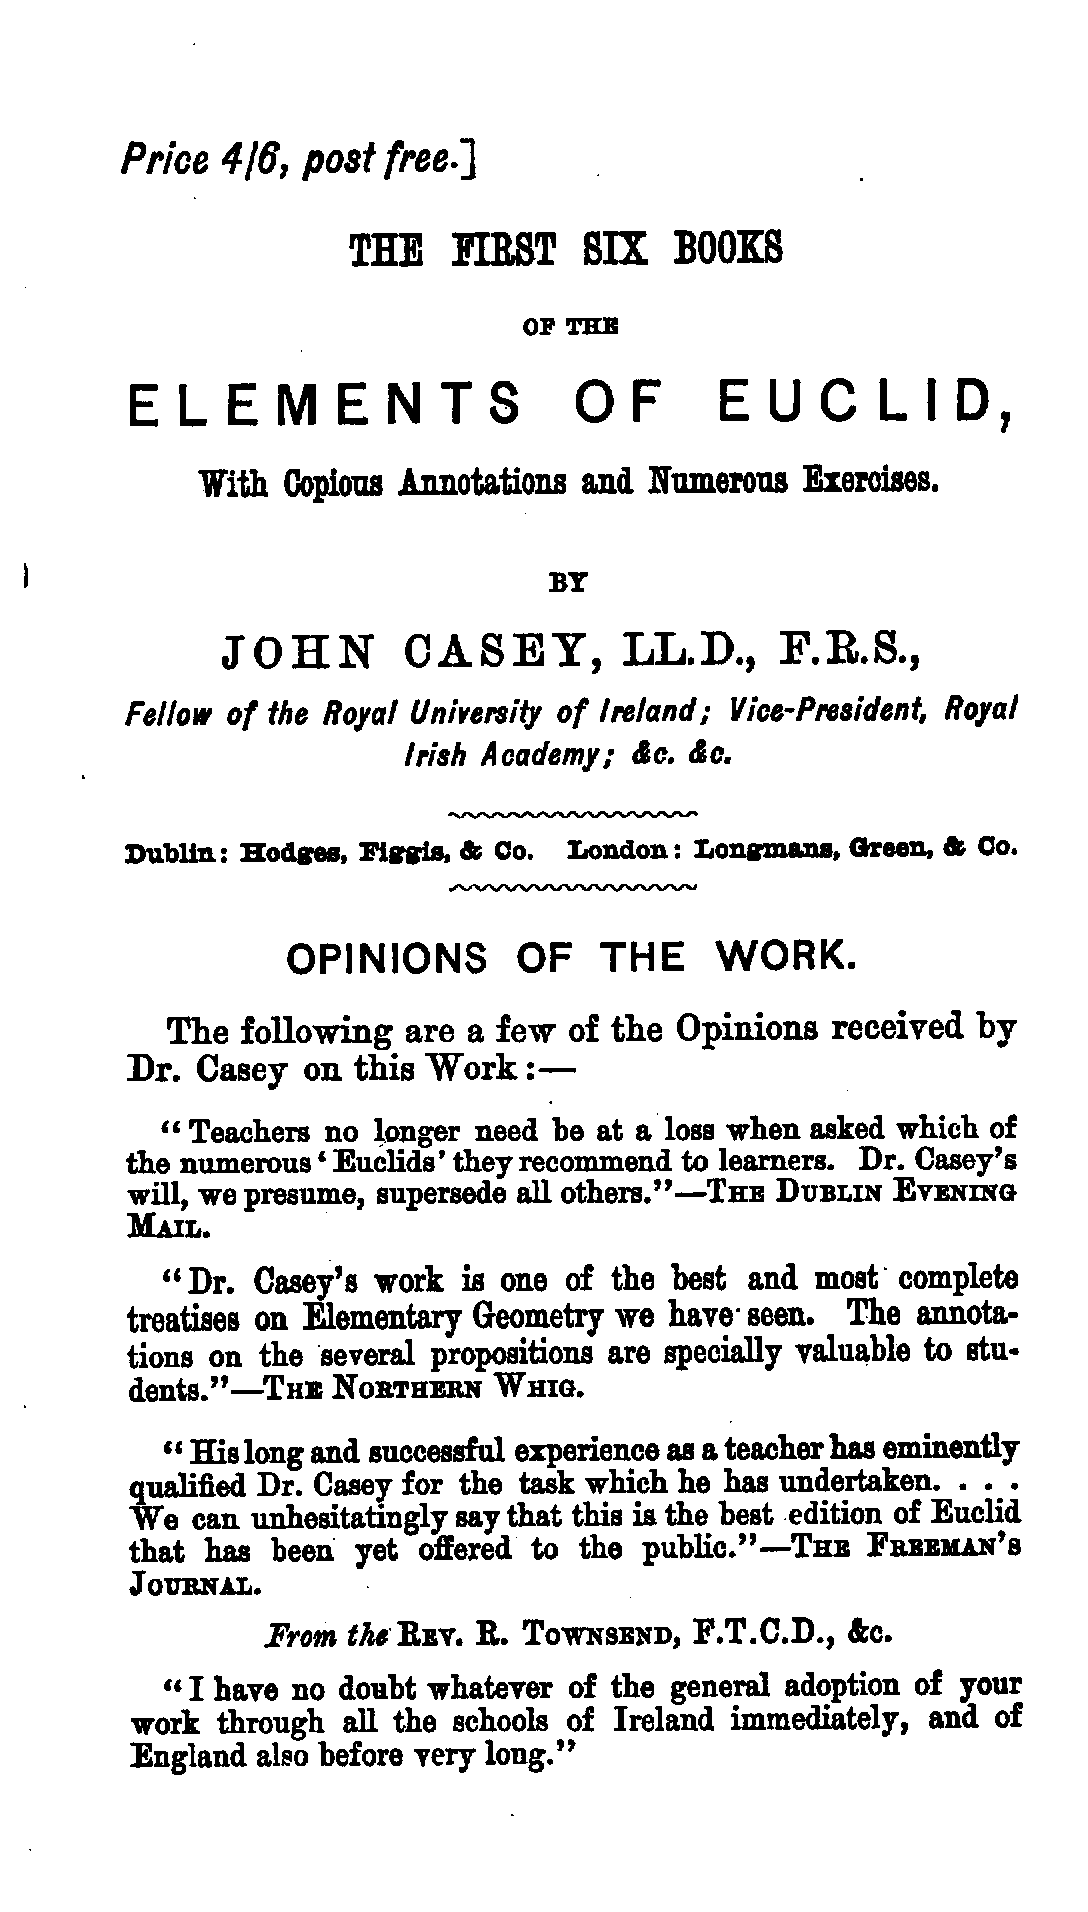 Price 4/6, post free.]
THE FIRST SIX BOOKS
OF THE
ELEMENTS OF EUCLID,
With Copious Annotations and Numerous Exercises.
BY
JOHN CASEY, LL.D., F.R.S.,
Fellow of the Royal University of Ireland; Vice-President, Royal
Irish Academy; &c. &c.
Dublin: Hodges, Figgis, & Co. London: Longmans, Green, & Co.
OPINIONS OF THE WORK.
The following are a few of the Opinions received by
Dr. Casey on this Work:—
“Teachers no longer need be at a loss when asked which of
the numerous ‘Euclids’ they recommend to learners. Dr. Casey’s
will, we presume, supersede all others.”—THE DUBLIN EVENING
MAIL.
“Dr. Casey’s work is one of the best and most complete
treatises on Elementary Geometry we have seen. The annota-
tions on the several propositions are specially valuable to stu-
dents.”—THE NORTHERN WHIG.
“His long and successful experience as a teacher has eminently
qualified Dr. Casey for the task which he has undertaken. . . .
We can unhesitatingly say that this is the best edition of Euclid
that has been yet offered to the public.”—THE FREEMAN’S
JOURNAL.
From the REV. R. TOWNSEND, F.T.C.D., &c.
“I have no doubt whatever of the general adoption of your
work through all the schools of Ireland immediately, and of
England also before very long.”